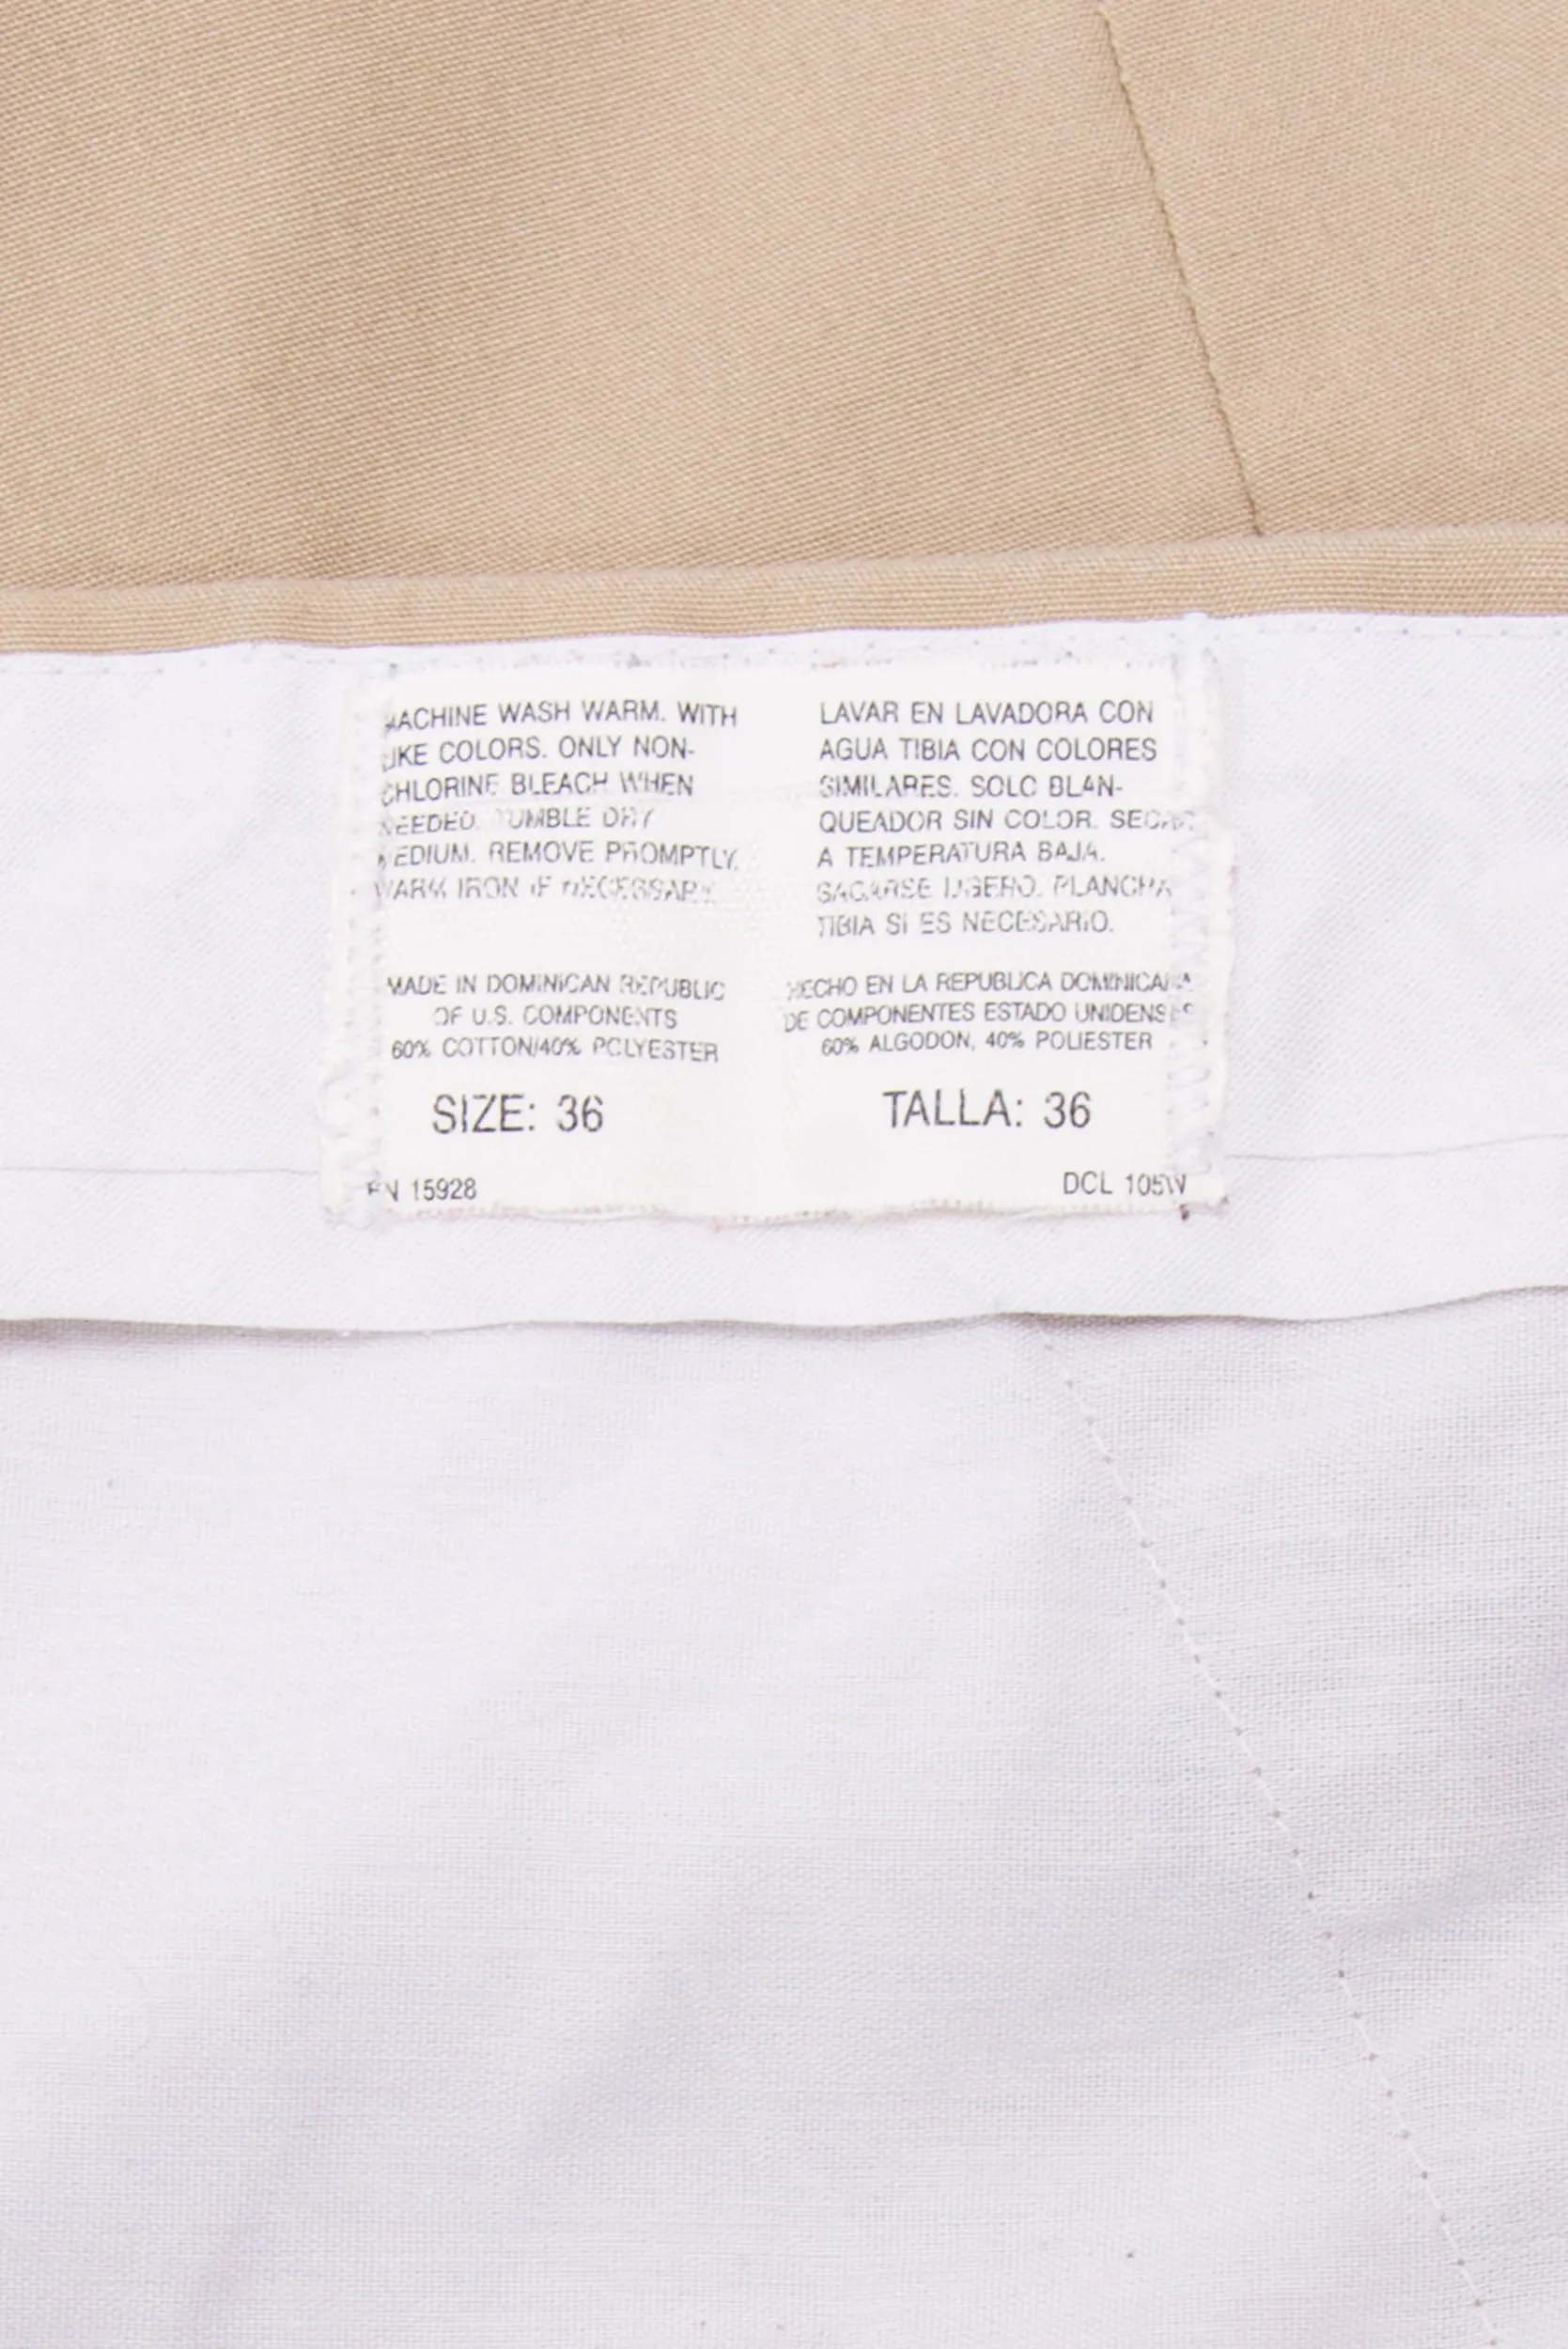 MACHINE WASH WARM. WITH
LIKE COLORS. ONLY NON-
CHLORINE BLEACH WHEN
NEEDED. TUMBLE DRY
MEDIUM. REMOVE PROMPTLY.
WARM IRON IF NECESSARY.
MADE IN DOMINICAN REPUBLIC
OF U.S. COMPONENTS
60% COTTON/40% POLYESTER
SIZE: 36
RN 15928
LAVAR EN LAVADORA CON
AGUA TIBIA CON COLORES
SIMILARES. SOLO BLAN-
QUEADOR SIN COLOR. SECAR
A TEMPERATURA BAJA.
SACARSE LIGERO. PLANCHA
TIBIA SI ES NECESARIO.
HECHO EN LA REPUBLICA DOMINICANA
DE COMPONENTES ESTADO UNIDENSES
60% ALGODON, 40% POLIESTER
TALLA: 36
DCL 105W